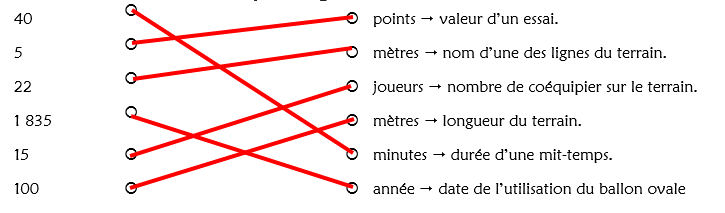 40 points → valeur d'un essai.
5 mètres → nom d'une des lignes du terrain.
22 joueurs → nombre de coéquipier sur le terrain.
1 835 mètres → longueur du terrain.
15 minutes → durée d'une mit-temps.
100 année → date de l'utilisation du ballon ovale